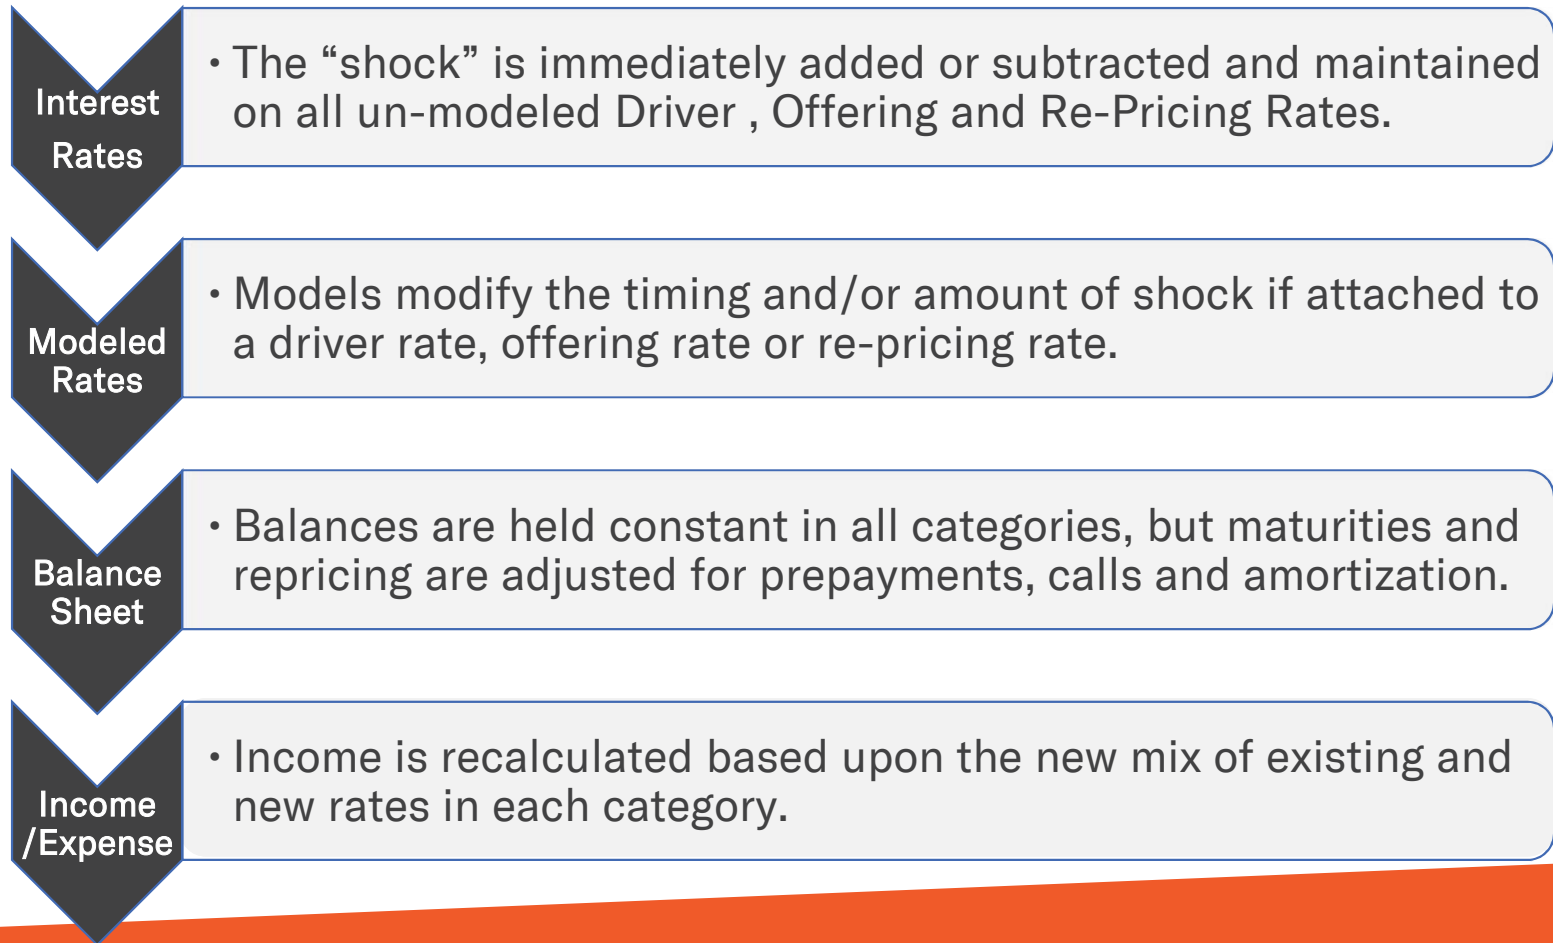 Interest
Rates
• The “shock” is immediately added or subtracted and maintained
on all un-modeled Driver , Offering and Re-Pricing Rates.
Modeled
Rates
• Models modify the timing and/or amount of shock if attached to
a driver rate, offering rate or re-pricing rate.
Balance
Sheet
• Balances are held constant in all categories, but maturities and
repricing are adjusted for prepayments, calls and amortization.
Income
/Expense
• Income is recalculated based upon the new mix of existing and
new rates in each category.